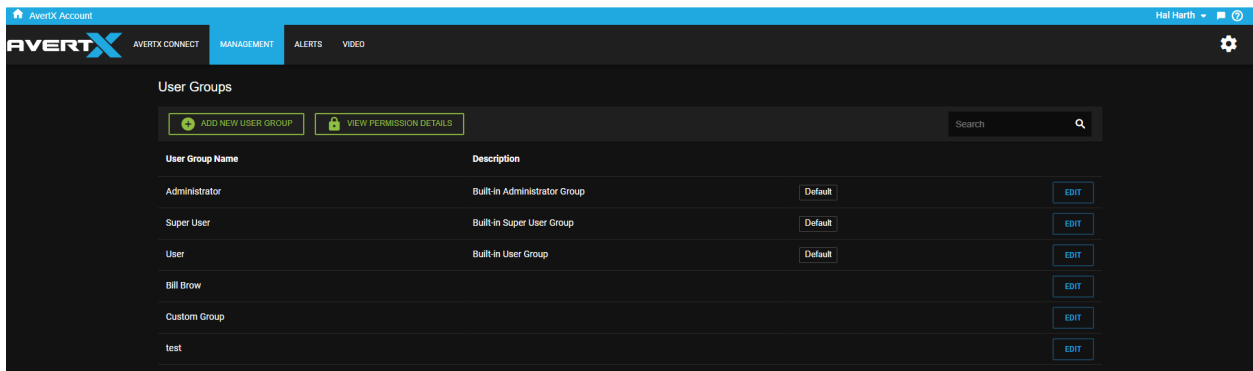 AvertX Account Hal Harth
AVERTX AVERTX CONNECT MANAGEMENT ALERTS VIDEO
User Groups
ADD NEW USER GROUP VIEW PERMISSION DETAILS Search
User Group Name Description
Administrator Built-in Administrator Group Default EDIT
Super User Built-in Super User Group Default EDIT
User Built-in User Group Default EDIT
Bill Brow EDIT
Custom Group EDIT
test EDIT